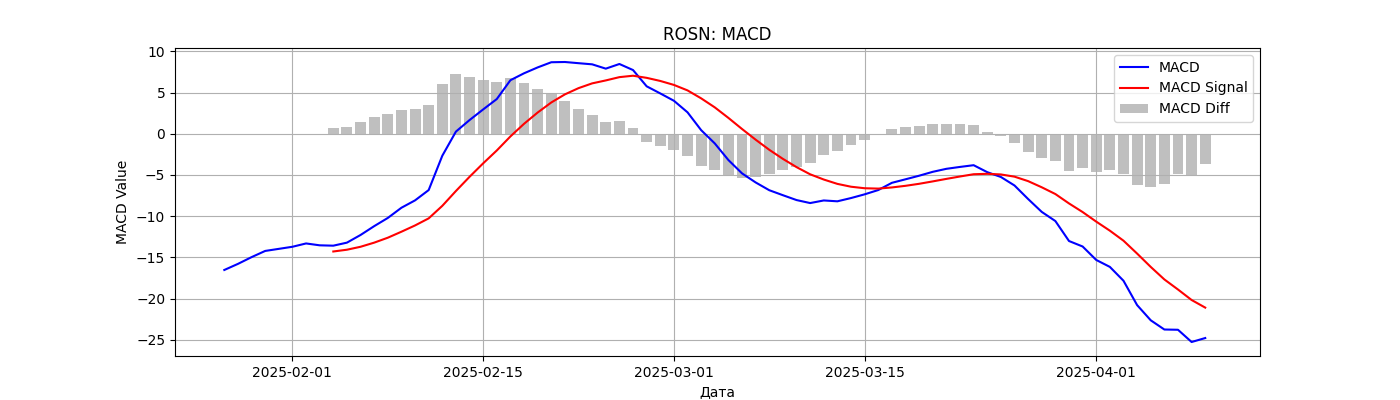 ROSN: MACD
MACD
MACD Signal
MACD Diff
MACD Value
10
5
0
−5
−10
−15
−20
−25
2025-02-01 2025-02-15 2025-03-01 2025-03-15 2025-04-01
Дата